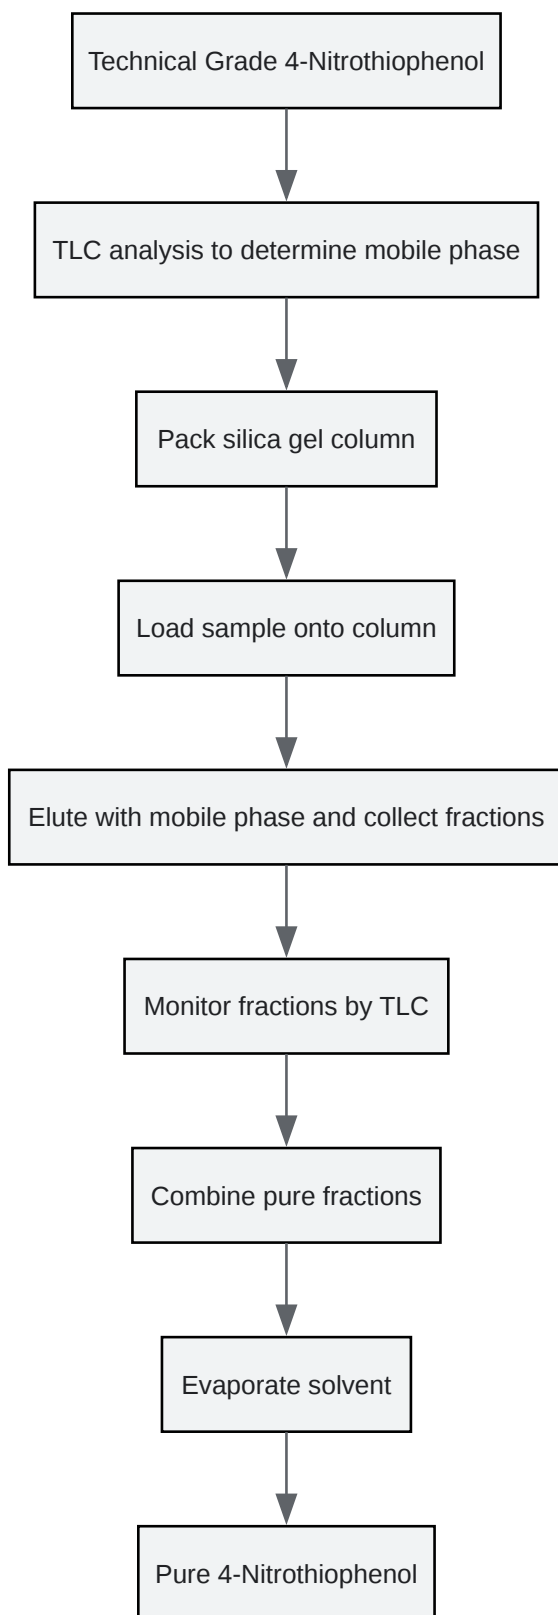 Technical Grade 4-Nitrothiophenol
TLC analysis to determine mobile phase
Pack silica gel column
Load sample onto column
Elute with mobile phase and collect fractions
Monitor fractions by TLC
Combine pure fractions
Evaporate solvent
Pure 4-Nitrothiophenol